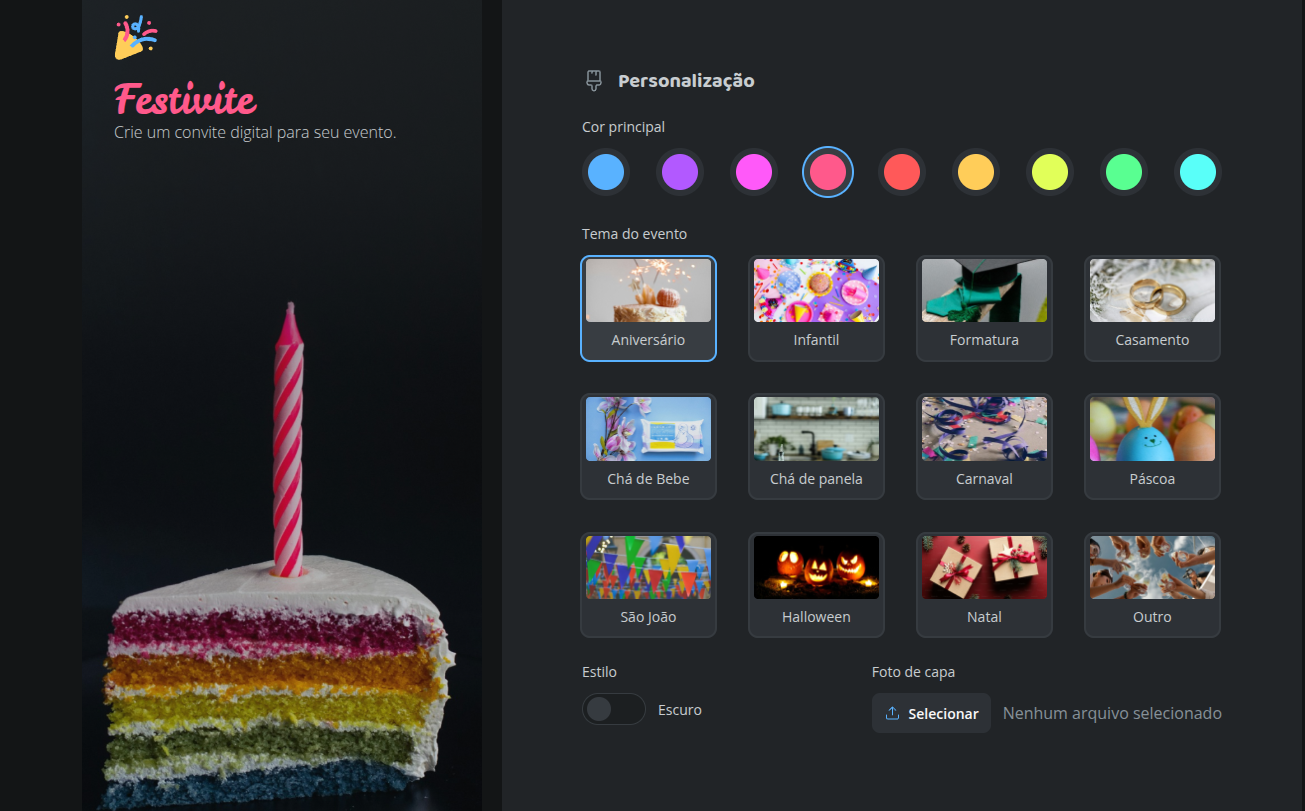 Festivite
Crie um convite digital para seu evento.
Personalização
Cor principal
Tema do evento
Aniversário
Infantil
Formatura
Casamento
Chá de Bebe
Chá de panela
Carnaval
Páscoa
São João
Halloween
Natal
Outro
Estilo
Foto de capa
Escuro
Selecionar
Nenhum arquivo selecionado